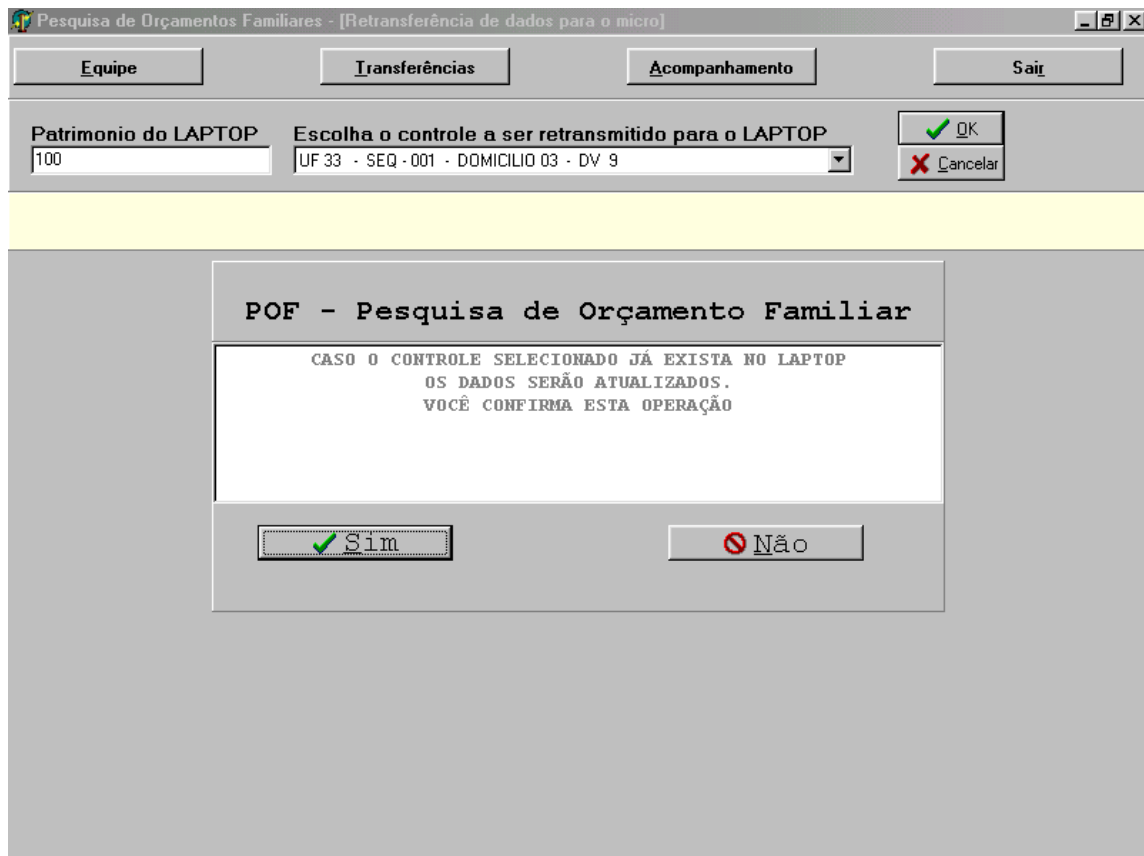 Pesquisa de Orçamentos Familiares - [Retransferência de dados para o micro]
Equipe Transferências Acompanhamento Sair
Patrimonio do LAPTOP Escolha o controle a ser retransmitido para o LAPTOP OK
100 UF 33 - SEQ - 001 - DOMICILIO 03 - DV 9 Cancelar
POF - Pesquisa de Orçamento Familiar
CASO O CONTROLE SELECIONADO JÁ EXISTA NO LAPTOP
OS DADOS SERÃO ATUALIZADOS.
VOCÊ CONFIRMA ESTA OPERAÇÃO
Sim Não